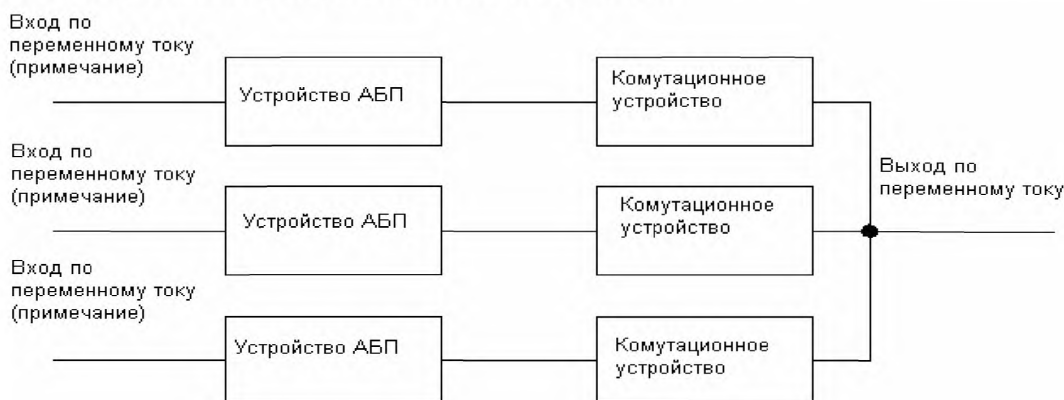 Вход по
переменному току
(примечание)
Устройство АБП
Комутационное
устройство
Вход по
переменному току
(примечание)
Устройство АБП
Комутационное
устройство
Выход по
переменному току
Вход по
переменному току
(примечание)
Устройство АБП
Комутационное
устройство